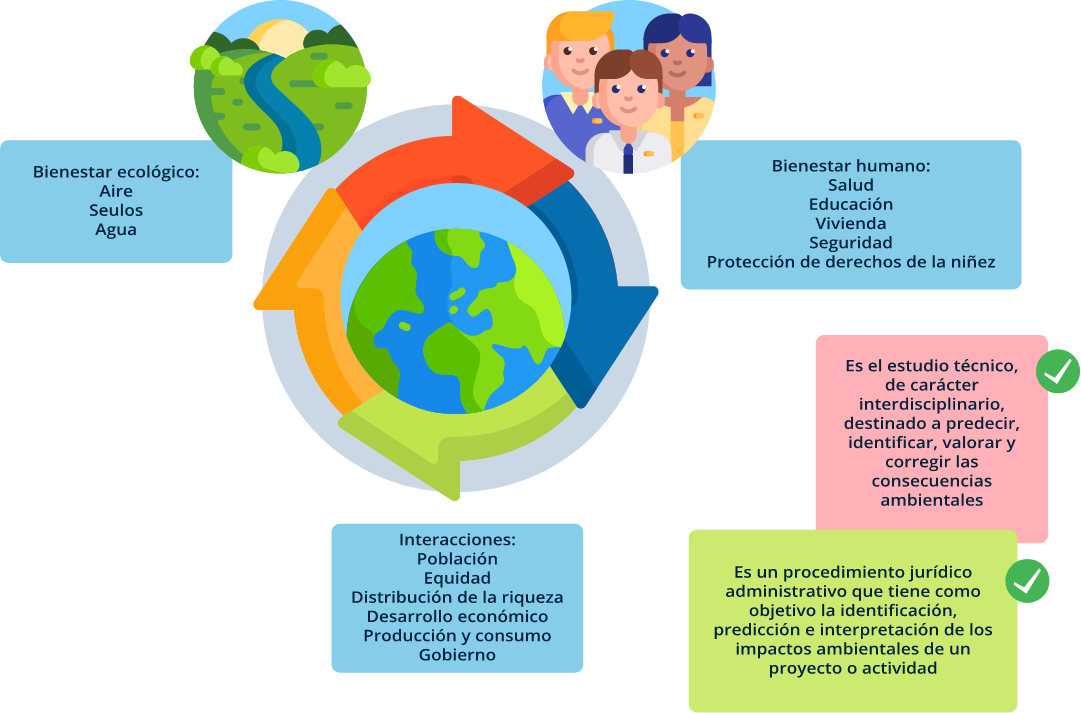 Bienestar ecológico:
Aire
Seulos
Agua
Bienestar humano:
Salud
Educación
Vivienda
Seguridad
Protección de derechos de la niñez
Es el estudio técnico,
de carácter
interdisciplinario,
destinado a predecir,
identificar, valorar y
corregir las
consecuencias
ambientales
Interacciones:
Población
Equidad
Distribución de la riqueza
Desarrollo económico
Producción y consumo
Gobierno
Es un procedimiento jurídico
administrativo que tiene como
objetivo la identificación,
predicción e interpretación de los
impactos ambientales de un
proyecto o actividad